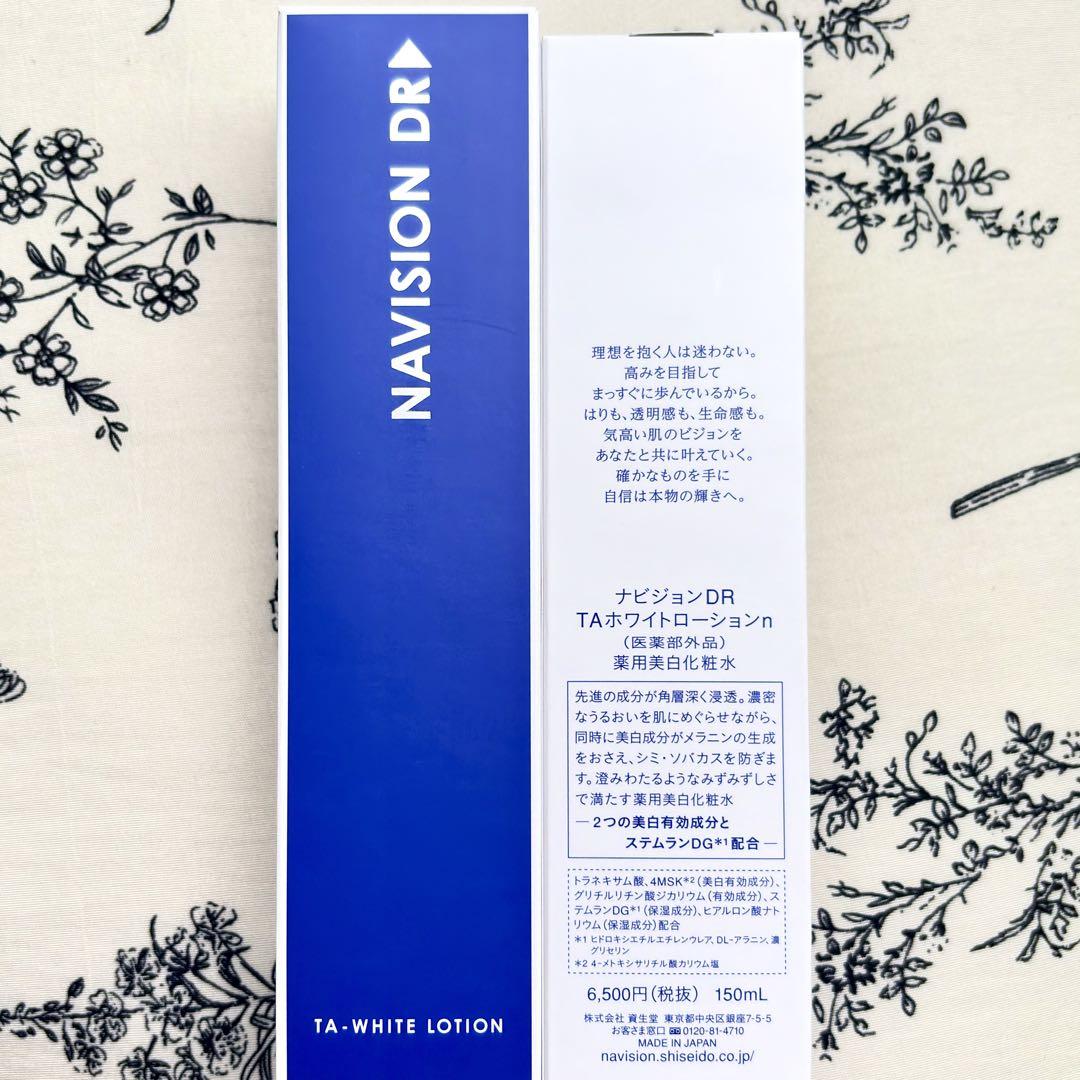 NAVISION DR
TA-WHITE LOTION
理想を抱く人は迷わない。
高みを目指して
まっすぐに歩んでいるから。
はりも、透明感も、生命感も。
気高い肌のビジョンを
あなたと共に叶えていく。
確かなものを手に
自信は本物の輝きへ。
ナビジョンDR
TAホワイトローションn
（医薬部外品）
薬用美白化粧水
先進の成分が角層深く浸透。濃密
なうるおいを肌にめぐらせながら、
同時に美白成分がメラニンの生成
をおさえ、シミ・ソバカスを防ぎま
す。澄みわたるようなみずみずしさ
で満たす薬用美白化粧水
―2つの美白有効成分と
ステムランDG*1配合―
トラネキサム酸、4MSK*2（美白有効成分）、
グリチルリチン酸ジカリウム（有効成分）、ス
テムランDG*1（保湿成分）、ヒアルロン酸ナト
リウム（保湿成分）配合
*1 ヒドロキシエチルエチレンウレア、DL-アラニン、濃
グリセリン
*2 4-メトキシサリチル酸カリウム塩
6,500円（税抜） 150mL
株式会社 資生堂 東京都中央区銀座7-5-5
お客さま窓口 0120-81-4710
MADE IN JAPAN
navision.shiseido.co.jp/